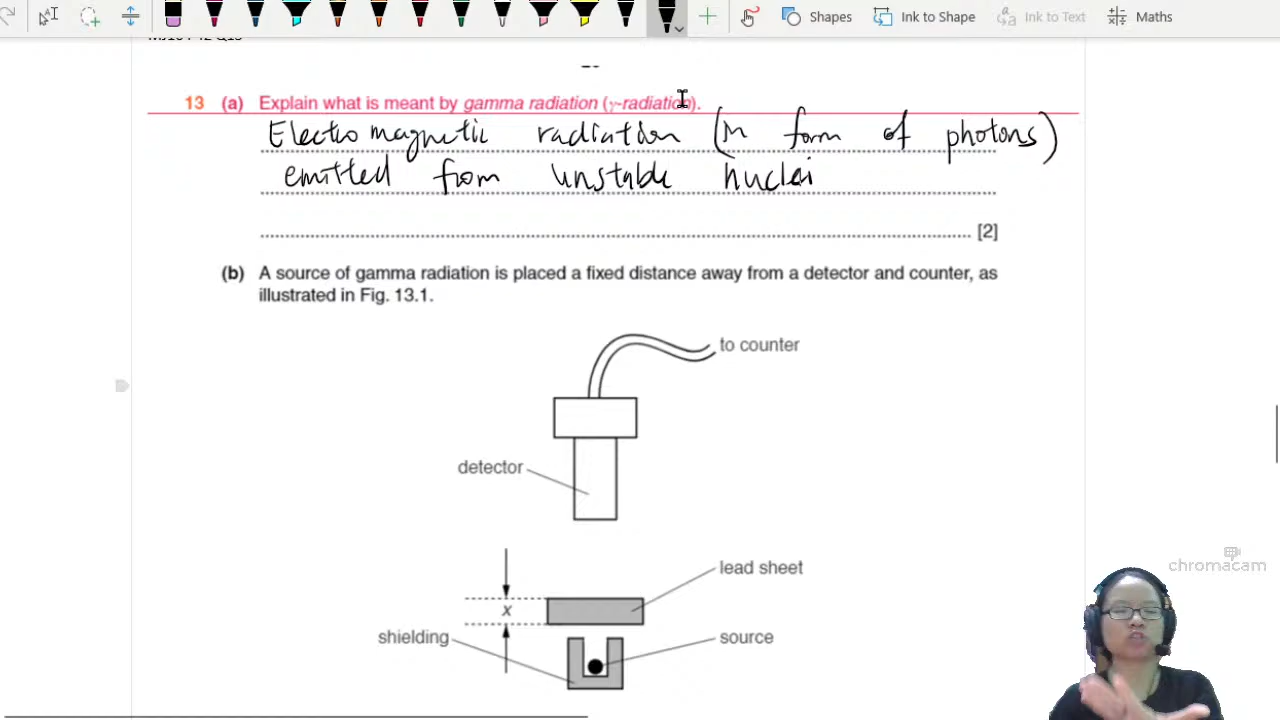 Shapes
Ink to Shape
Ink to Text
Maths
13 (a) Explain what is meant by gamma radiation (γ-radiation).
Electromagnetic radiation (in form of photons)
emitted from unstable nuclei
[2]
(b) A source of gamma radiation is placed a fixed distance away from a detector and counter, as
illustrated in Fig. 13.1.
to counter
detector
lead sheet
x
shielding
source
chromacam